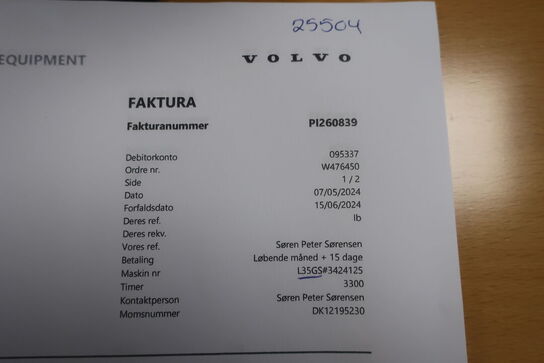 25504
EQUIPMENT
VOLVO
FAKTURA
Fakturanummer PI260839
Debitorkonto 095337
Ordre nr. W476450
Side 1 / 2
Dato 07/05/2024
Forfaldsdato 15/06/2024
Deres ref. lb
Deres rekv.
Vores ref. Søren Peter Sørensen
Betaling Løbende måned + 15 dage
Maskin nr L35GS#3424125
Timer 3300
Kontaktperson Søren Peter Sørensen
Momsnummer DK12195230